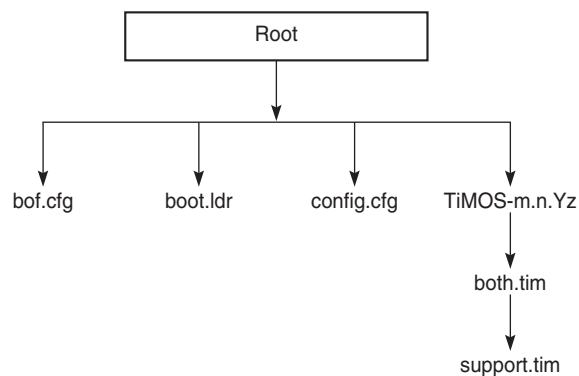 Root
bof.cfg
boot.ldr
config.cfg
TiMOS-m.n.Yz
both.tim
support.tim